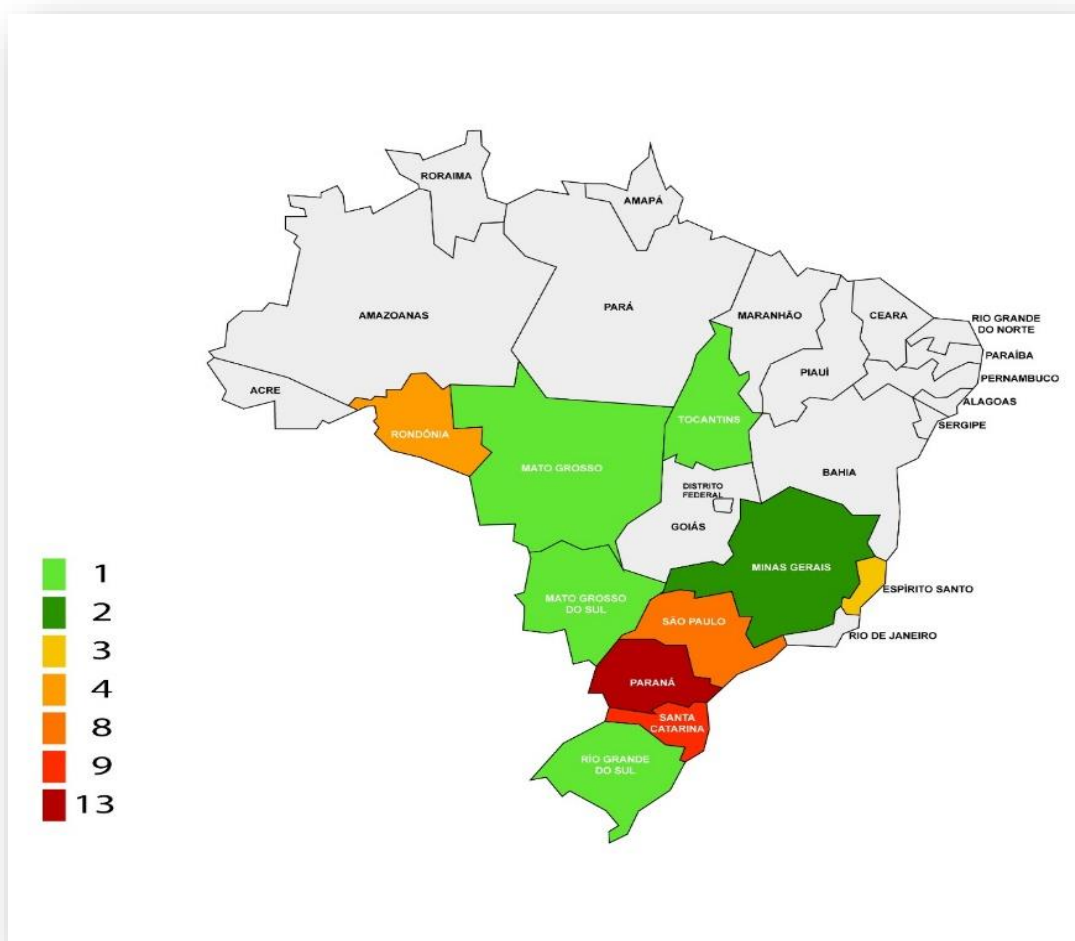 RORAIMA
AMAPÁ
AMAZOANAS
PARÁ
MARANHÃO
CEARA
RIO GRANDE
DO NORTE
PARAÍBA
PIAUÍ
PERNAMBUCO
ACRE
ALAGOAS
TOCANTINS
SERGIPE
RONDÔNIA
MATO GROSSO
BAHIA
DISTRITO
FEDERAL
GOIÁS
MINAS GERAIS
ESPÍRITO SANTO
MATO GROSSO
DO SUL
SÃO PAULO
RIO DE JANEIRO
PARANÁ
SANTA
CATARINA
RÍO GRANDE
DO SUL
1
2
3
4
8
9
13